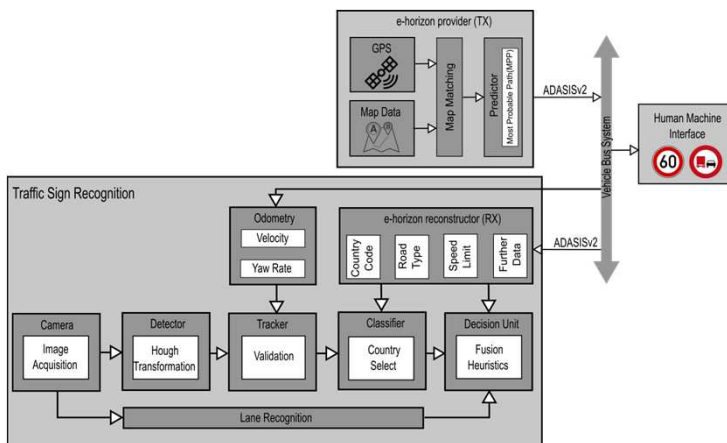 e-horizon provider (TX)
GPS
Map Data
A
B
Map Matching
Predictor
Most Probable Path(MPP)
ADASISv2
Vehicle Bus System
Human Machine
Interface
60
Traffic Sign Recognition
Odometry
Velocity
Yaw Rate
e-horizon reconstructor (RX)
Country
Code
Road
Type
Speed
Limit
Further
Data
ADASISv2
Camera
Image
Acquisition
Detector
Hough
Transformation
Tracker
Validation
Classifier
Country
Select
Decision Unit
Fusion
Heuristics
Lane Recognition